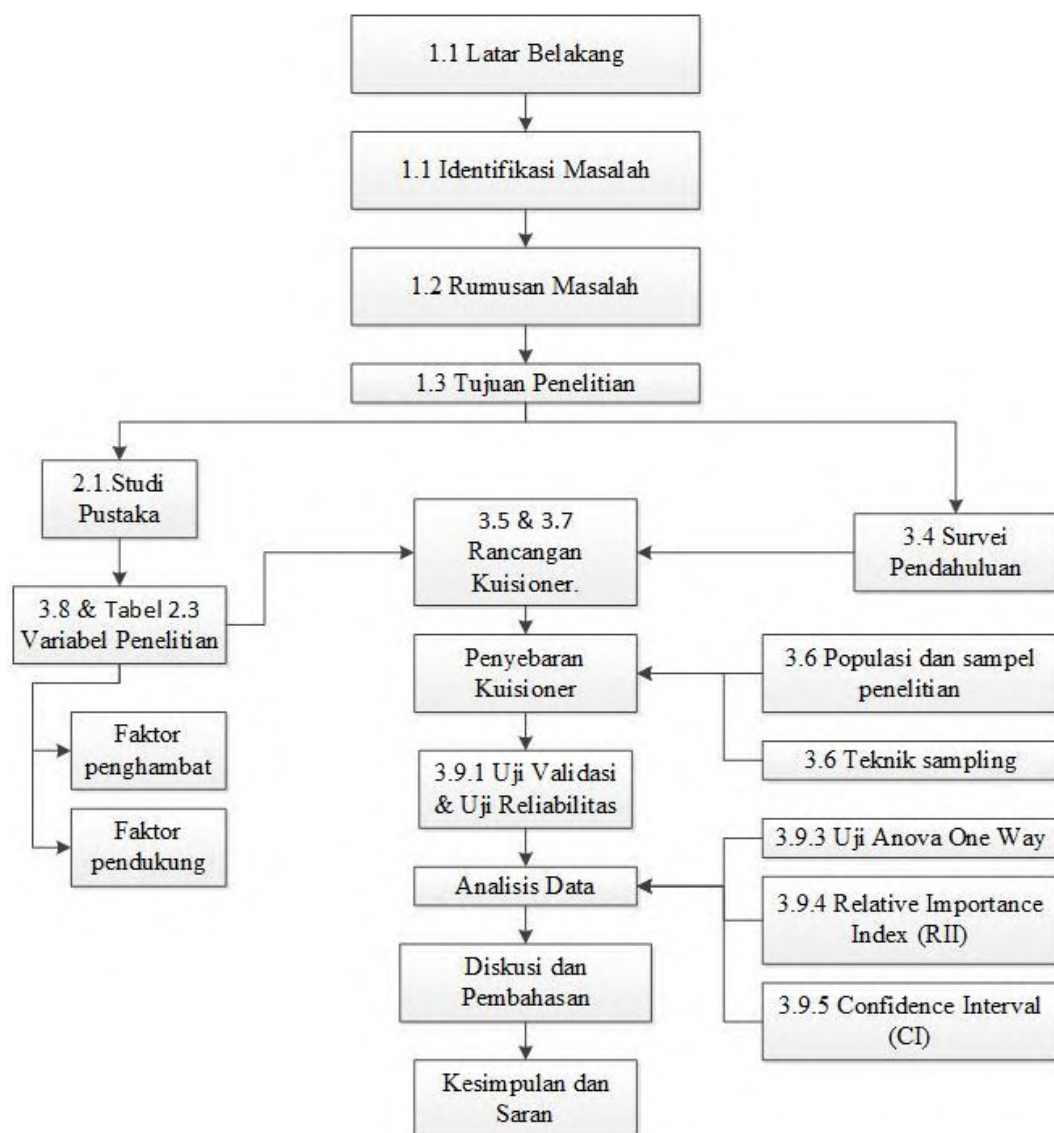 1.1 Latar Belakang
1.1 Identifikasi Masalah
1.2 Rumusan Masalah
1.3 Tujuan Penelitian
2.1.Studi
Pustaka
3.5 & 3.7
Rancangan
Kuisioner.
3.4 Survei
Pendahuluan
3.8 & Tabel 2.3
Variabel Penelitian
Penyebaran
Kuisioner
3.6 Populasi dan sampel
penelitian
Faktor
penghambat
3.6 Teknik sampling
3.9.1 Uji Validasi
& Uji Reliabilitas
Faktor
pendukung
3.9.3 Uji Anova One Way
Analisis Data
3.9.4 Relative Importance
Index (RII)
Diskusi dan
Pembahasan
3.9.5 Confidence Interval
(CI)
Kesimpulan dan
Saran